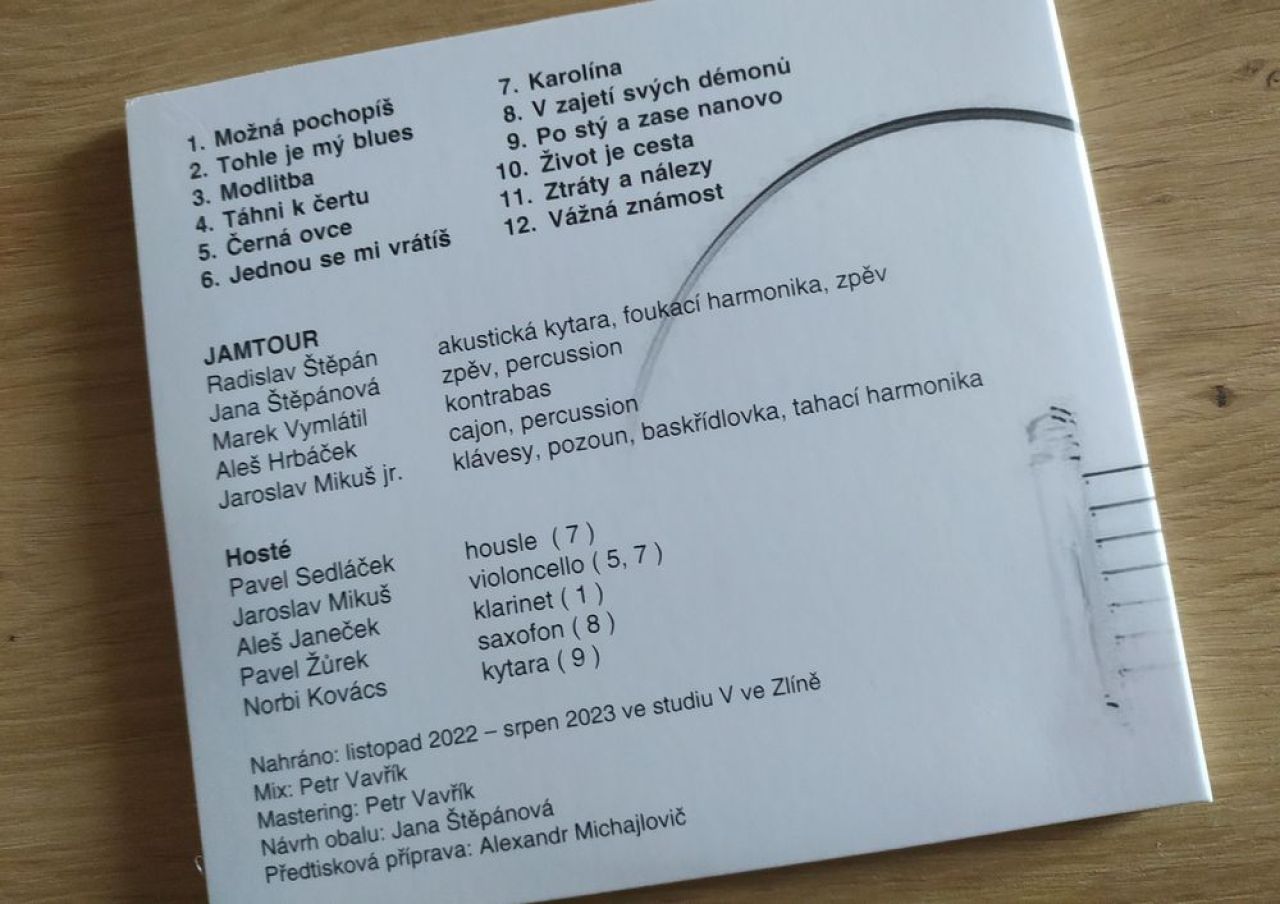 1. Možná pochopíš
2. Tohle je mý blues
3. Modlitba
4. Táhni k čertu
5. Černá ovce
6. Jednou se mi vrátíš
7. Karolína
8. V zajetí svých démonů
9. Po stý a zase nanovo
10. Život je cesta
11. Ztráty a nálezy
12. Vážná známost
JAMTOUR
Radislav Štěpán akustická kytara, foukací harmonika, zpěv
Jana Štěpánová zpěv, percussion
Marek Vymlátil kontrabas
Aleš Hrbáček cajon, percussion
Jaroslav Mikuš jr. klávesy, pozoun, baskřídlovka, tahací harmonika
Hosté
Pavel Sedláček housle ( 7 )
Jaroslav Mikuš violoncello ( 5, 7 )
Aleš Janeček klarinet ( 1 )
Pavel Žůrek saxofon ( 8 )
Norbi Kovács kytara ( 9 )
Nahráno: listopad 2022 – srpen 2023 ve studiu V ve Zlíně
Mix: Petr Vavřík
Mastering: Petr Vavřík
Návrh obalu: Jana Štěpánová
Předtisková příprava: Alexandr Michajlovič